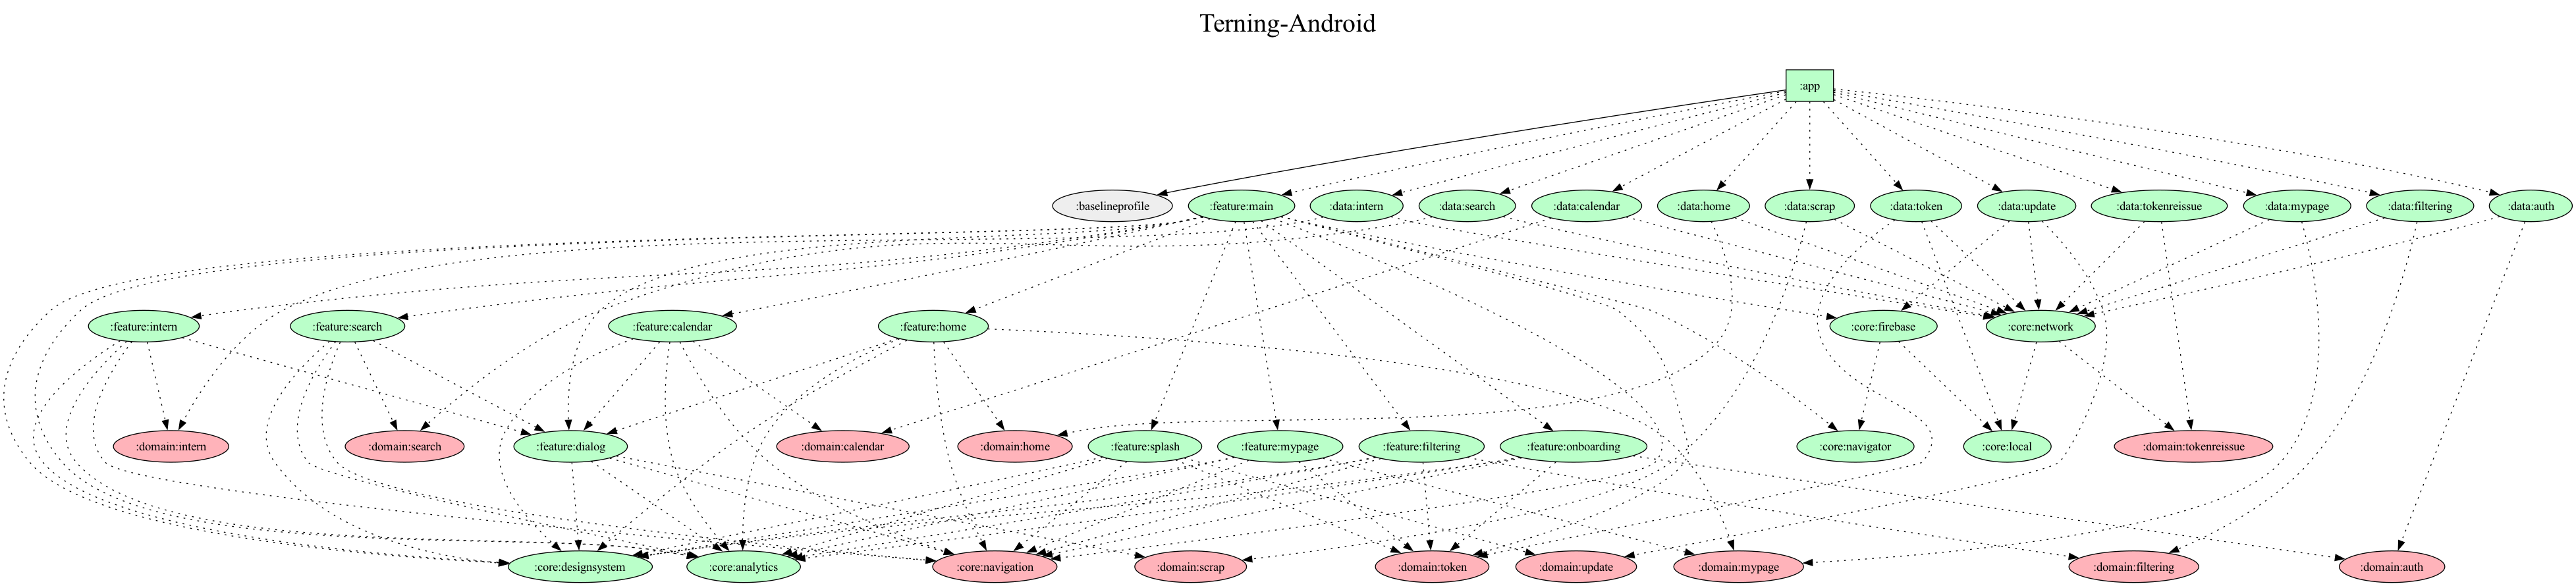 Terning-Android
:app
:baselineprofile
:feature:main
:data:intern
:data:search
:data:calendar
:data:home
:data:scrap
:data:token
:data:update
:data:tokenreissue
:data:mypage
:data:filtering
:data:auth
:feature:intern
:feature:search
:feature:calendar
:feature:home
:core:firebase
:core:network
:domain:intern
:domain:search
:feature:dialog
:domain:calendar
:domain:home
:feature:splash
:feature:mypage
:feature:filtering
:feature:onboarding
:core:navigator
:core:local
:domain:tokenreissue
:core:designsystem
:core:analytics
:core:navigation
:domain:scrap
:domain:token
:domain:update
:domain:mypage
:domain:filtering
:domain:auth